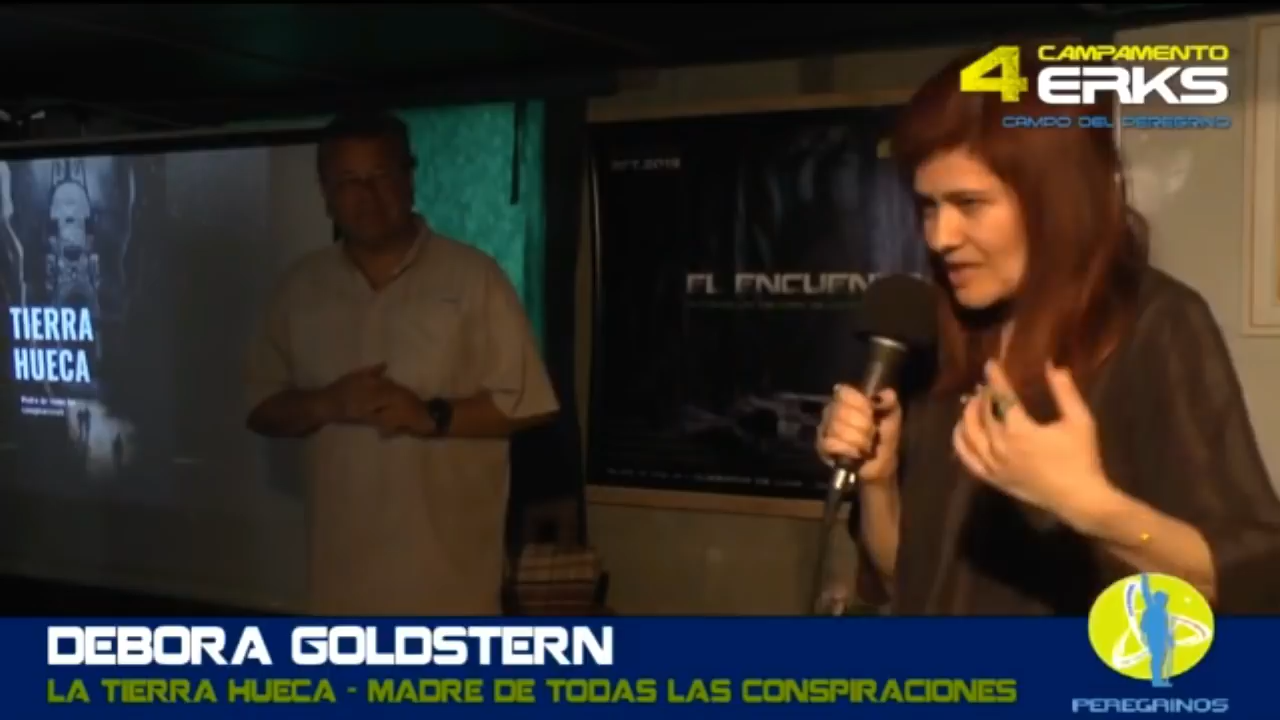 4 CAMPAMENTO
ERKS
CAMPO DEL PEREGRINO
TIERRA
HUECA
EL ENCUEN
DEBORA GOLDSTERN
LA TIERRA HUECA - MADRE DE TODAS LAS CONSPIRACIONES
PEREGRINOS